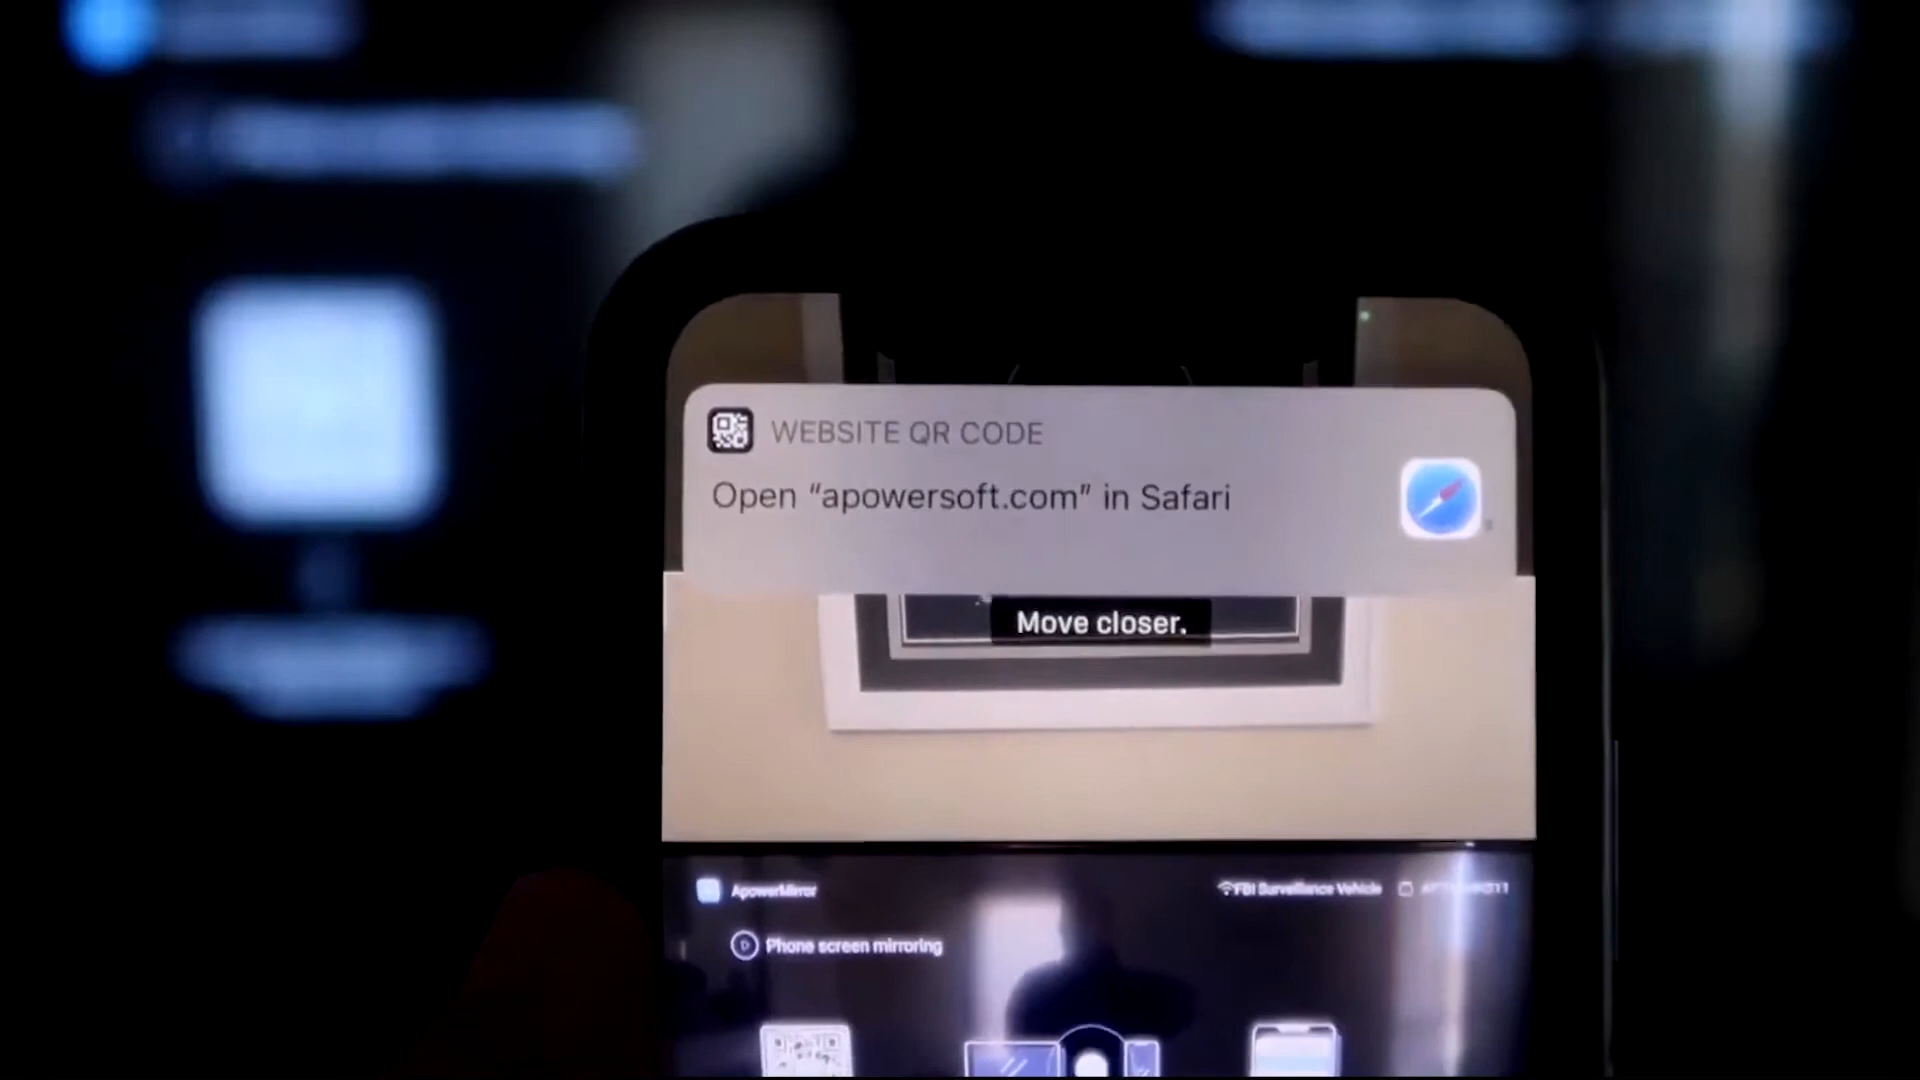 WEBSITE QR CODE
Open “apowersoft.com” in Safari
Move closer.
ApowerMirror
FBI Surveillance Vehicle
Phone screen mirroring